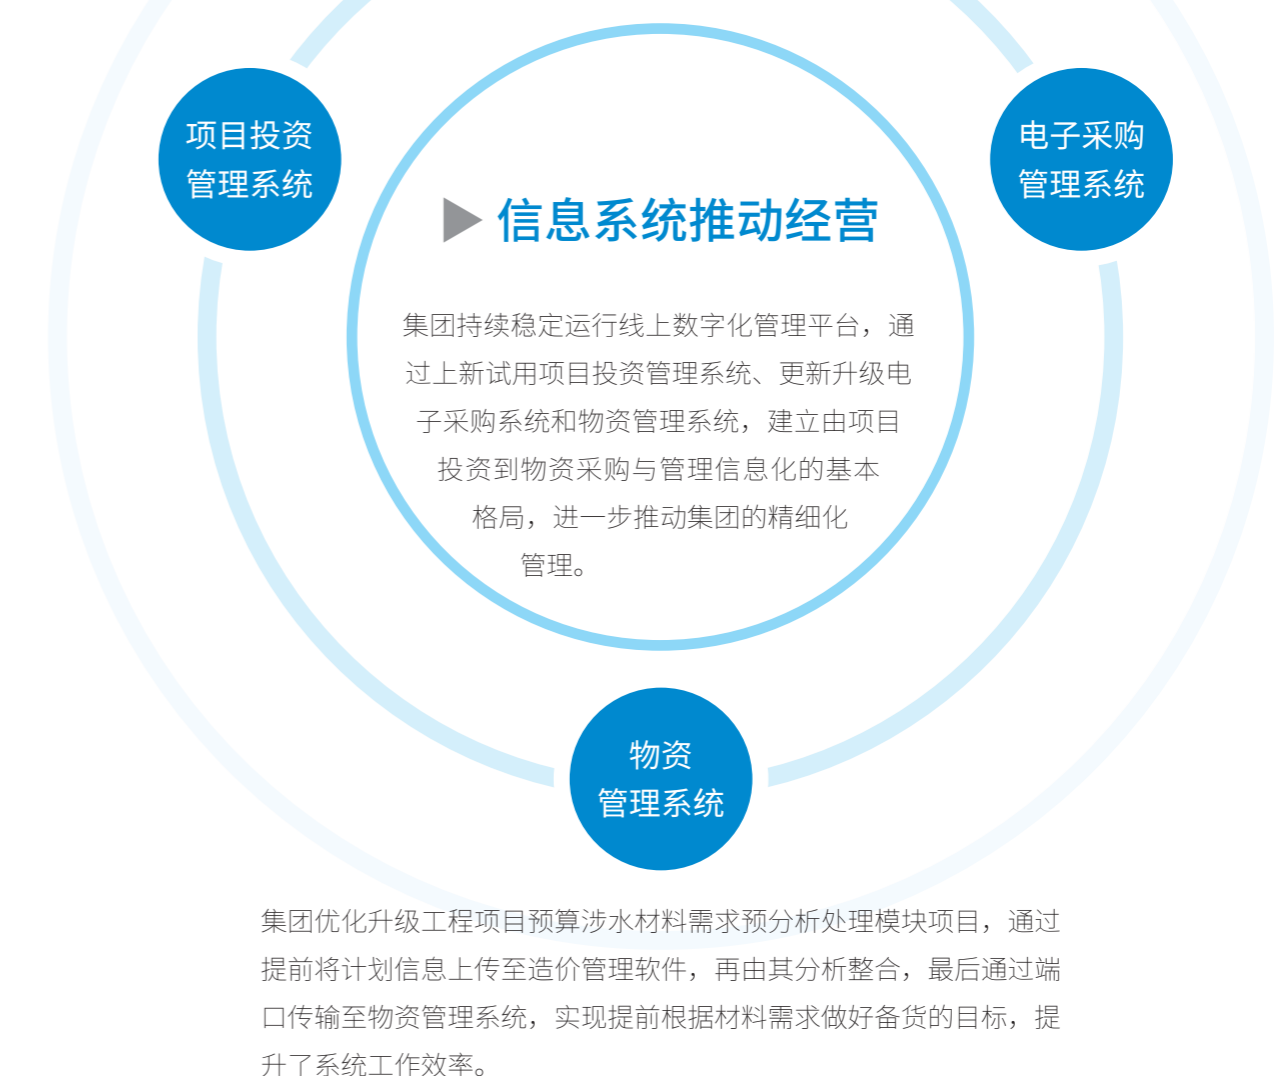 项目投资
管理系统
电子采购
管理系统
信息系统推动经营
集团持续稳定运行线上数字化管理平台，通
过上新试用项目投资管理系统、更新升级电
子采购系统和物资管理系统，建立由项目
投资到物资采购与管理信息化的基本
格局，进一步推动集团的精细化
管理。
物资
管理系统
集团优化升级工程项目预算涉水材料需求预分析处理模块项目，通过
提前将计划信息上传至造价管理软件，再由其分析整合，最后通过端
口传输至物资管理系统，实现提前根据材料需求做好备货的目标，提
升了系统工作效率。